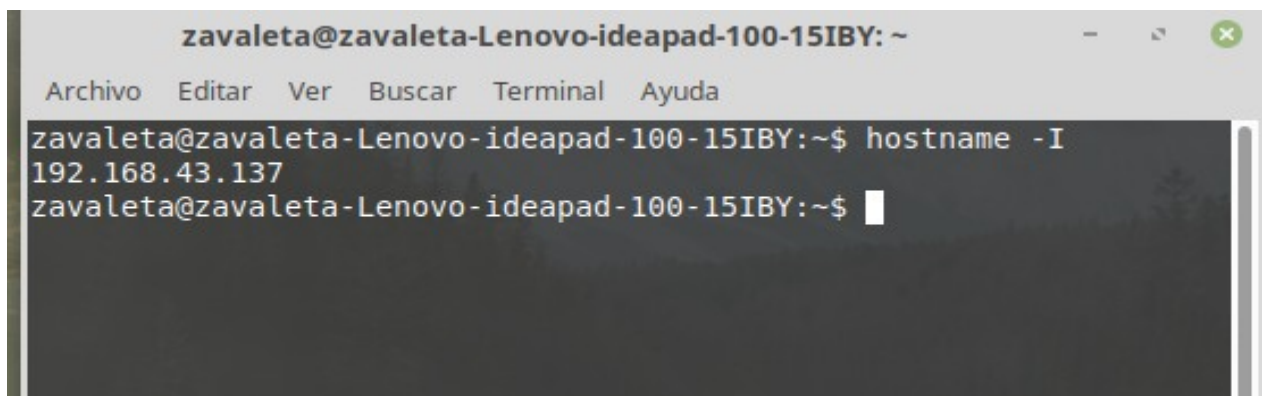 zavaleta@zavaleta-Lenovo-ideapad-100-15IBY: ~
Archivo Editar Ver Buscar Terminal Ayuda
zavaleta@zavaleta-Lenovo-ideapad-100-15IBY:~$ hostname -I
192.168.43.137
zavaleta@zavaleta-Lenovo-ideapad-100-15IBY:~$